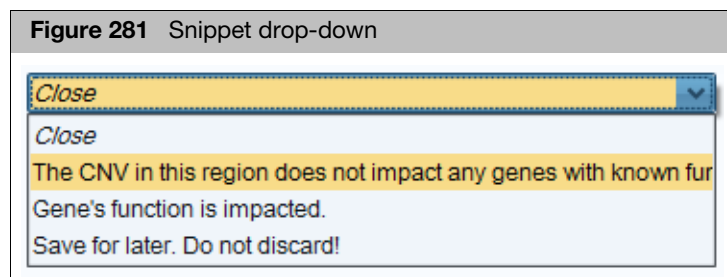 Figure 281 Snippet drop-down
Close
Close
The CNV in this region does not impact any genes with known fur
Gene's function is impacted.
Save for later. Do not discard!